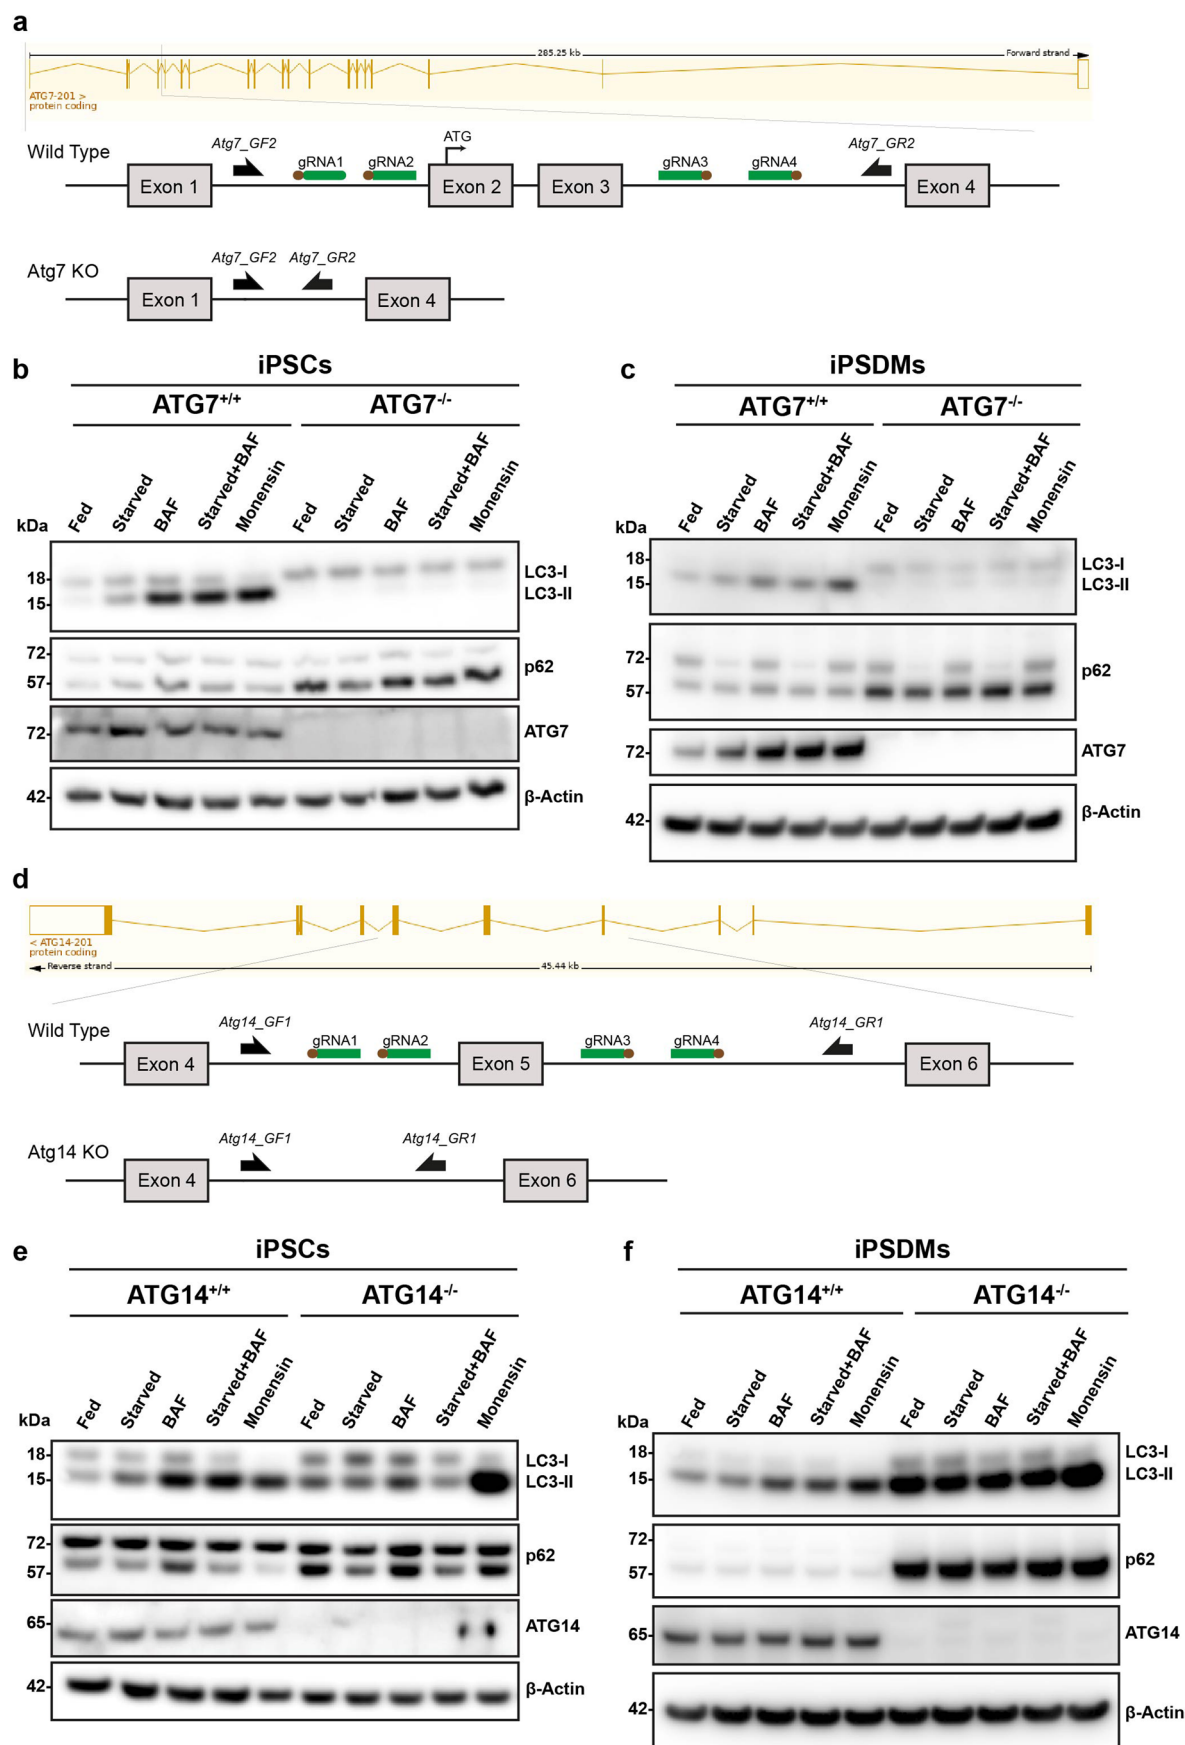 a
285.25 kb
Forward strand
ATG7-201 >
protein coding
Wild Type
Atg7_GF2
gRNA1
gRNA2
ATG
gRNA3
gRNA4
Atg7_GR2
Exon 1
Exon 2
Exon 3
Exon 4
Atg7 KO
Atg7_GF2
Atg7_GR2
Exon 1
Exon 4
b
iPSCs
ATG7+/+
ATG7-/-
kDa
Fed
Starved
BAF
Starved+BAF
Monensin
Fed
Starved
BAF
Starved+BAF
Monensin
18-
15-
LC3-I
LC3-II
72-
57-
p62
72-
ATG7
42-
β-Actin
c
iPSDMs
ATG7+/+
ATG7-/-
kDa
Fed
Starved
BAF
Starved+BAF
Monensin
Fed
Starved
BAF
Starved+BAF
Monensin
18-
15-
LC3-I
LC3-II
72-
57-
p62
72-
ATG7
42-
β-Actin
d
< ATG14-201
protein coding
Reverse strand
45.44 kb
Wild Type
Atg14_GF1
gRNA1
gRNA2
gRNA3
gRNA4
Atg14_GR1
Exon 4
Exon 5
Exon 6
Atg14 KO
Atg14_GF1
Atg14_GR1
Exon 4
Exon 6
e
iPSCs
ATG14+/+
ATG14-/-
kDa
Fed
Starved
BAF
Starved+BAF
Monensin
Fed
Starved
BAF
Starved+BAF
Monensin
18-
15-
LC3-I
LC3-II
72-
57-
p62
65-
ATG14
42-
β-Actin
f
iPSDMs
ATG14+/+
ATG14-/-
kDa
Fed
Starved
BAF
Starved+BAF
Monensin
Fed
Starved
BAF
Starved+BAF
Monensin
18-
15-
LC3-I
LC3-II
72-
57-
p62
65-
ATG14
42-
β-Actin